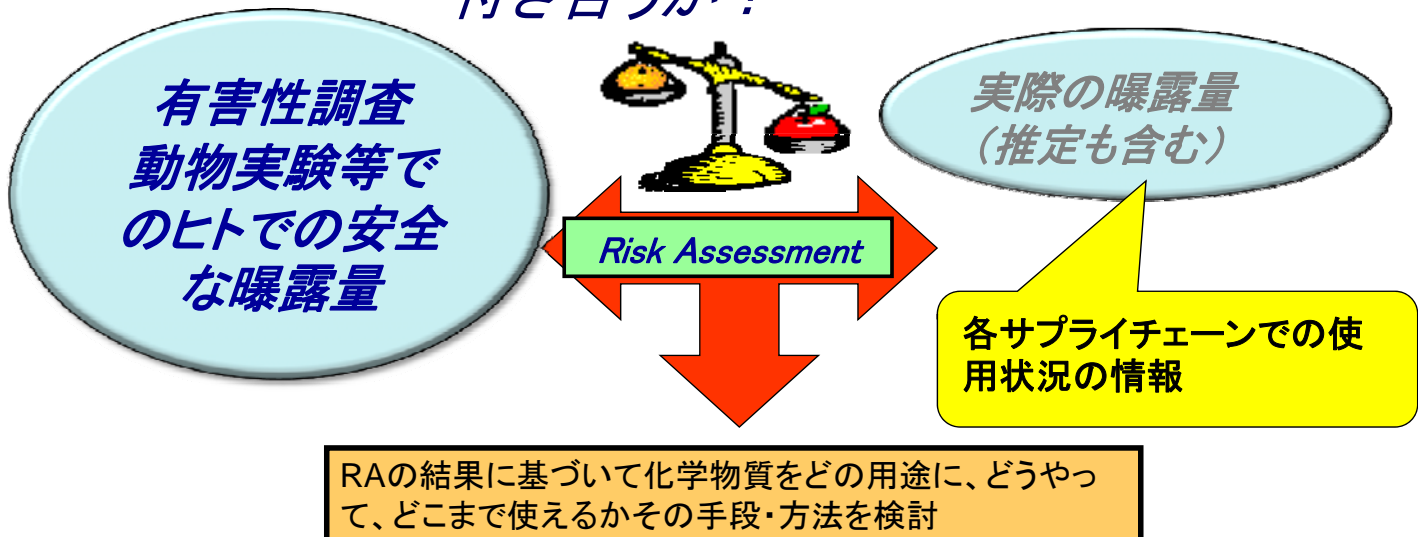 付き合うか？
有害性調査
動物実験等で
のヒトでの安全
な曝露量
Risk Assessment
実際の曝露量
（推定も含む）
各サプライチェーンでの使
用状況の情報
RAの結果に基づいて化学物質をどの用途に、どうやっ
て、どこまで使えるかその手段・方法を検討